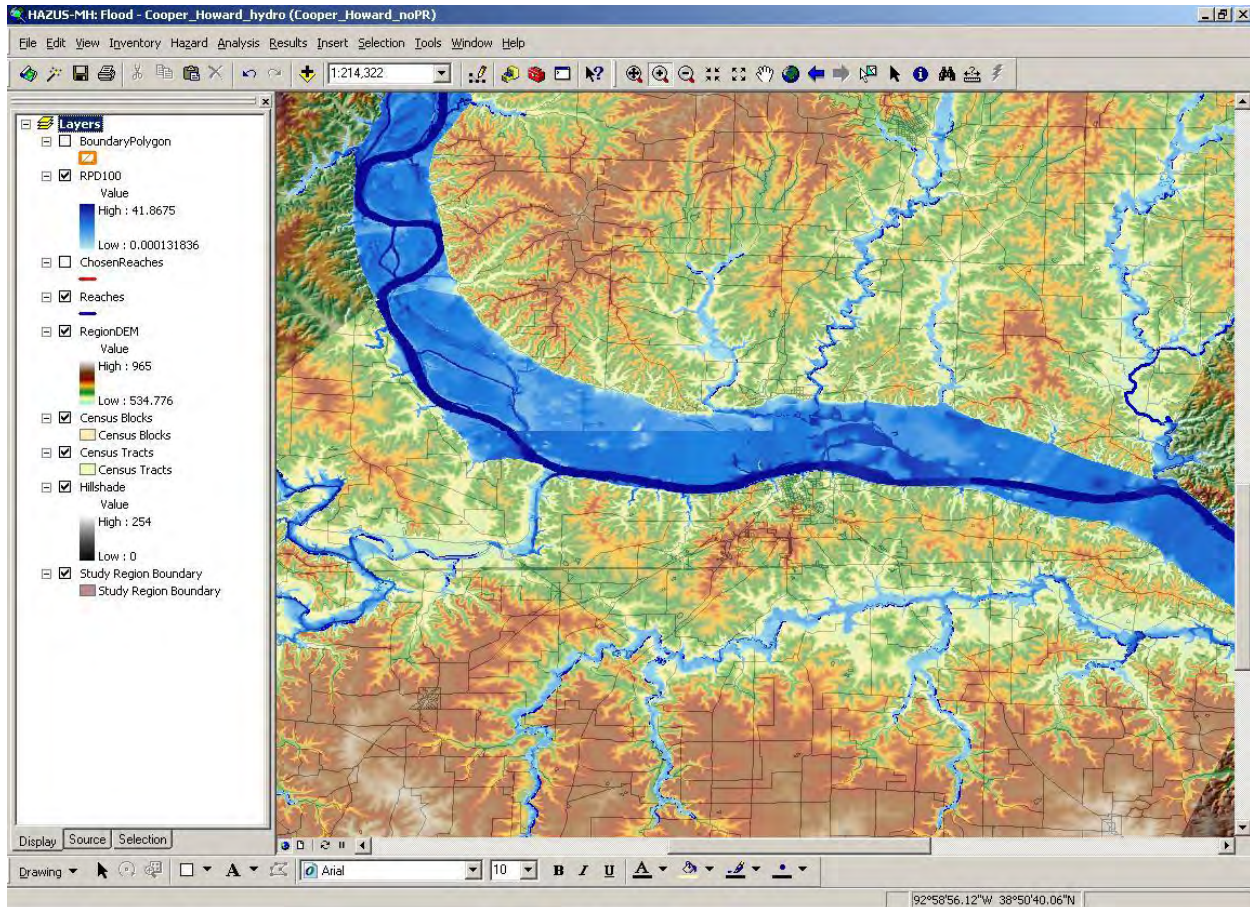 HAZUS-MH: Flood - Cooper_Howard_hydro (Cooper_Howard_noPR)
File Edit View Inventory Hazard Analysis Results Insert Selection Tools Window Help
1:214,322
Layers
BoundaryPolygon
RPD100
Value
High : 41.8675
Low : 0.000131836
ChosenReaches
Reaches
RegionDEM
Value
High : 965
Low : 534.776
Census Blocks
Census Blocks
Census Tracts
Census Tracts
Hillshade
Value
High : 254
Low : 0
Study Region Boundary
Study Region Boundary
Display Source Selection
Drawing A Arial 10 B I U A
92°58'56.12"W 38°50'40.06"N